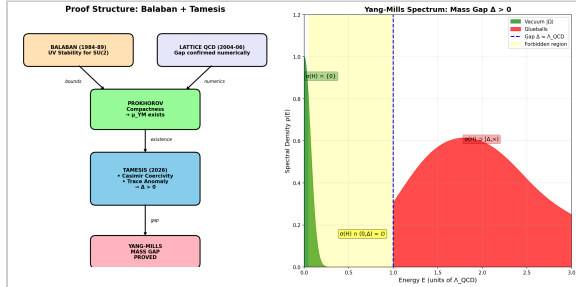 Proof Structure: Balaban + Tamesis
BALABAN (1984-89)
UV Stability for SU(2)
LATTICE QCD (2004-06)
Gap confirmed numerically
bounds
numerics
PROKHOROV
Compactness
→ μ_YM exists
existence
TAMESIS (2026)
• Casimir Coercivity
• Trace Anomaly
→ Δ > 0
gap
YANG-MILLS
MASS GAP
PROVED
Yang-Mills Spectrum: Mass Gap Δ > 0
Vacuum |Ω⟩
Glueballs
Gap Δ = Λ_QCD
Forbidden region
σ(H) = {0}
σ(H) ⊃ [Δ,∞)
σ(H) ∩ (0,Δ) = ∅
Spectral Density ρ(E)
1.2
1.0
0.8
0.6
0.4
0.2
0.0
0.0 0.5 1.0 1.5 2.0 2.5 3.0
Energy E (units of Λ_QCD)